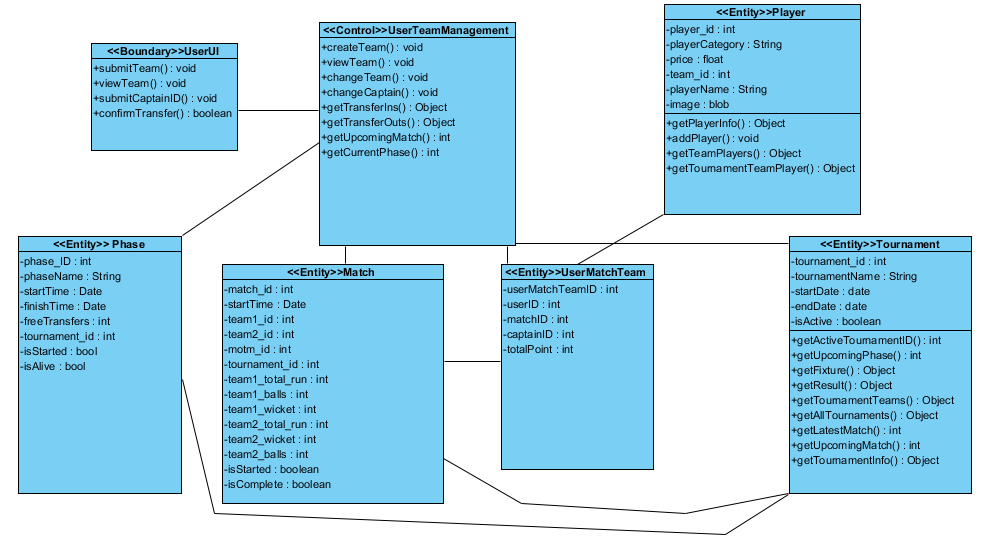 <<Boundary>>UserUI
+submitTeam() : void
+viewTeam() : void
+submitCaptainID() : void
+confirmTransfer() : boolean
<<Control>>UserTeamManagement
+createTeam() : void
+viewTeam() : void
+changeTeam() : void
+changeCaptain() : void
+getTransferIns() : Object
+getTransferOuts() : Object
+getUpcomingMatch() : int
+getCurrentPhase() : int
<<Entity>>Player
-player_id : int
-playerCategory : String
-price : float
-team_id : int
-playerName : String
-image : blob
+getPlayerInfo() : Object
+addPlayer() : void
+getTeamPlayers() : Object
+getTournamentTeamPlayer() : Object
<<Entity>> Phase
-phase_ID : int
-phaseName : String
-startTime : Date
-finishTime : Date
-freeTransfers : int
-tournament_id : int
-isStarted : bool
-isAlive : bool
<<Entity>>Match
-match_id : int
-startTime : Date
-team1_id : int
-team2_id : int
-motm_id : int
-tournament_id : int
-team1_total_run : int
-team1_balls : int
-team1_wicket : int
-team2_total_run : int
-team2_wicket : int
-team2_balls : int
-isStarted : boolean
-isComplete : boolean
<<Entity>>UserMatchTeam
-userMatchTeamID : int
-userID : int
-matchID : int
-captainID : int
-totalPoint : int
<<Entity>>Tournament
-tournament_id : int
-tournamentName : String
-startDate : date
-endDate : date
-isActive : boolean
+getActiveTournamentID() : int
+getUpcomingPhase() : int
+getFixture() : Object
+getResult() : Object
+getTournamentTeams() : Object
+getAllTournaments() : Object
+getLatestMatch() : int
+getUpcomingMatch() : int
+getTournamentInfo() : Object